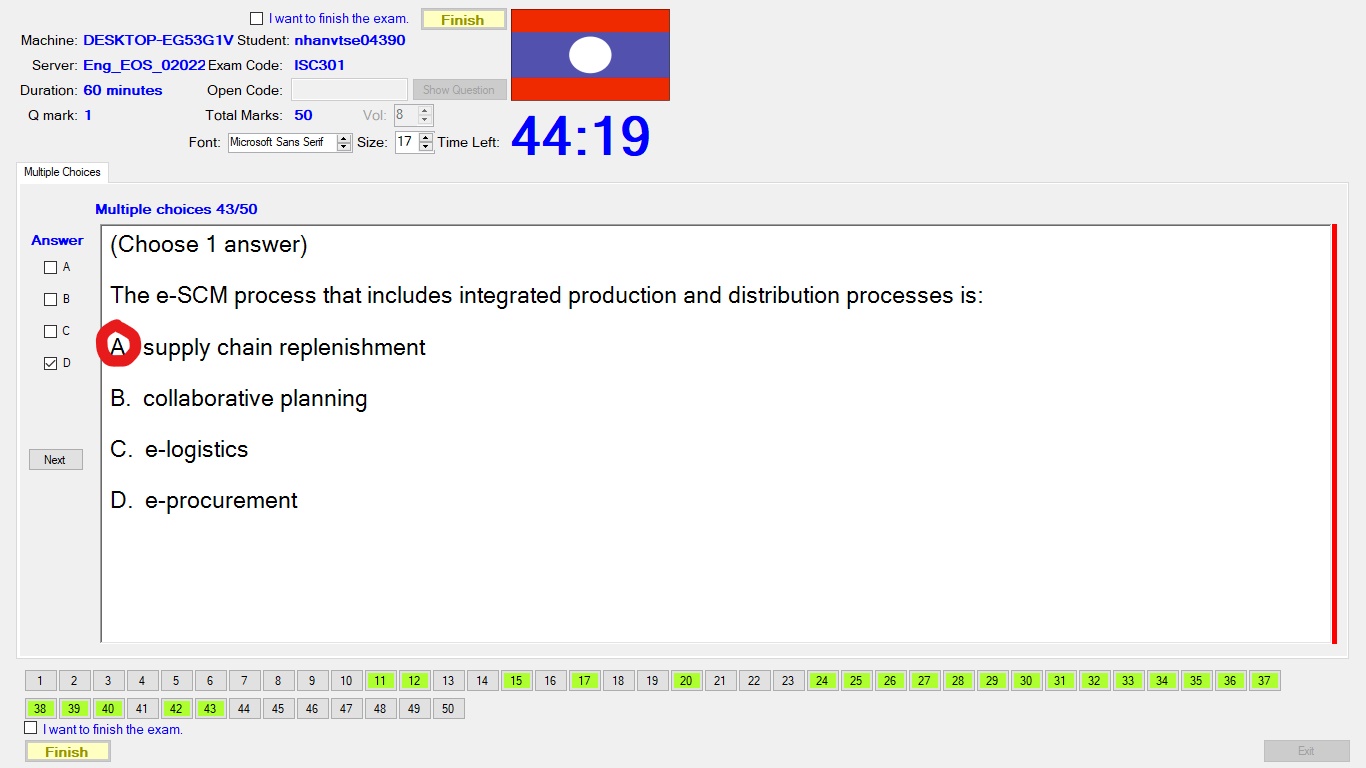 I want to finish the exam. Finish
Machine: DESKTOP-EG53G1V Student: nhanvtse04390
Server: Eng_EOS_02022 Exam Code: ISC301
Duration: 60 minutes Open Code: Show Question
Q mark: 1 Total Marks: 50 Vol: 8
Font: Microsoft Sans Serif Size: 17 Time Left: 44:19
Multiple Choices
Multiple choices 43/50
Answer
A
B
C
D
Next
(Choose 1 answer)
The e-SCM process that includes integrated production and distribution processes is:
A supply chain replenishment
B. collaborative planning
C. e-logistics
D. e-procurement
1 2 3 4 5 6 7 8 9 10 11 12 13 14 15 16 17 18 19 20 21 22 23 24 25 26 27 28 29 30 31 32 33 34 35 36 37
38 39 40 41 42 43 44 45 46 47 48 49 50
I want to finish the exam.
Finish Exit